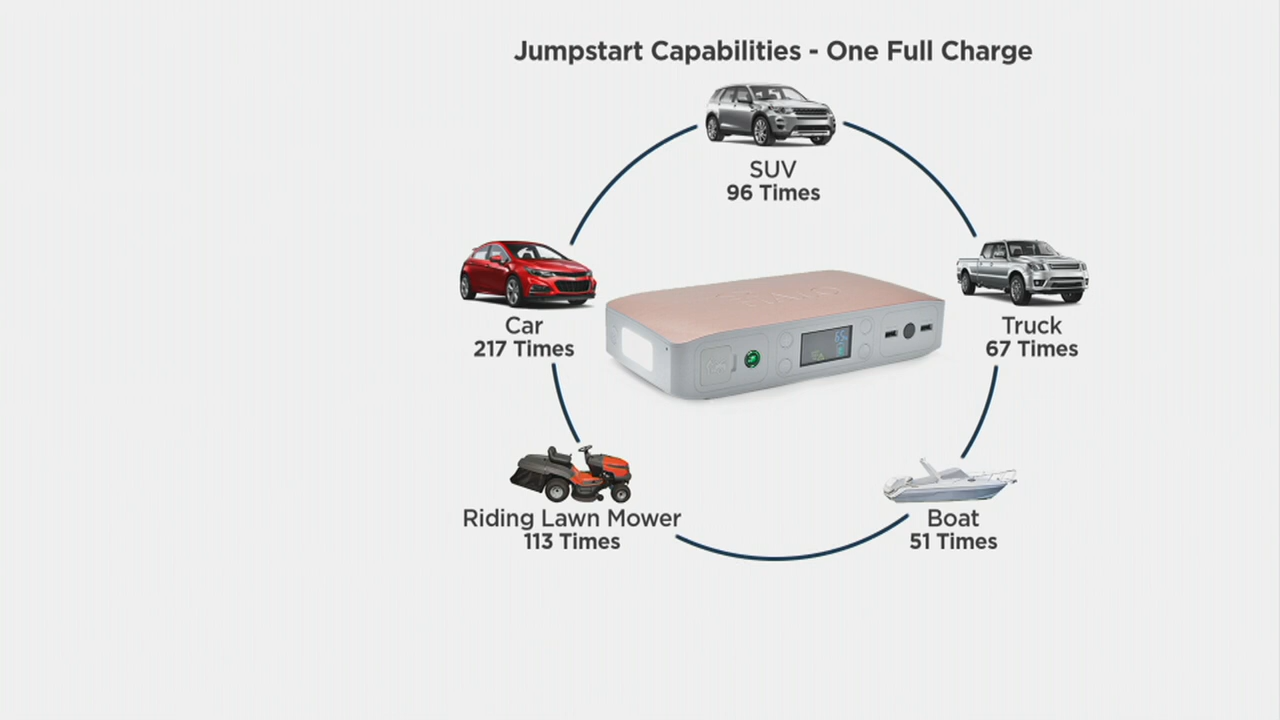 Jumpstart Capabilities - One Full Charge
SUV
96 Times
Car
217 Times
Truck
67 Times
Riding Lawn Mower
113 Times
Boat
51 Times